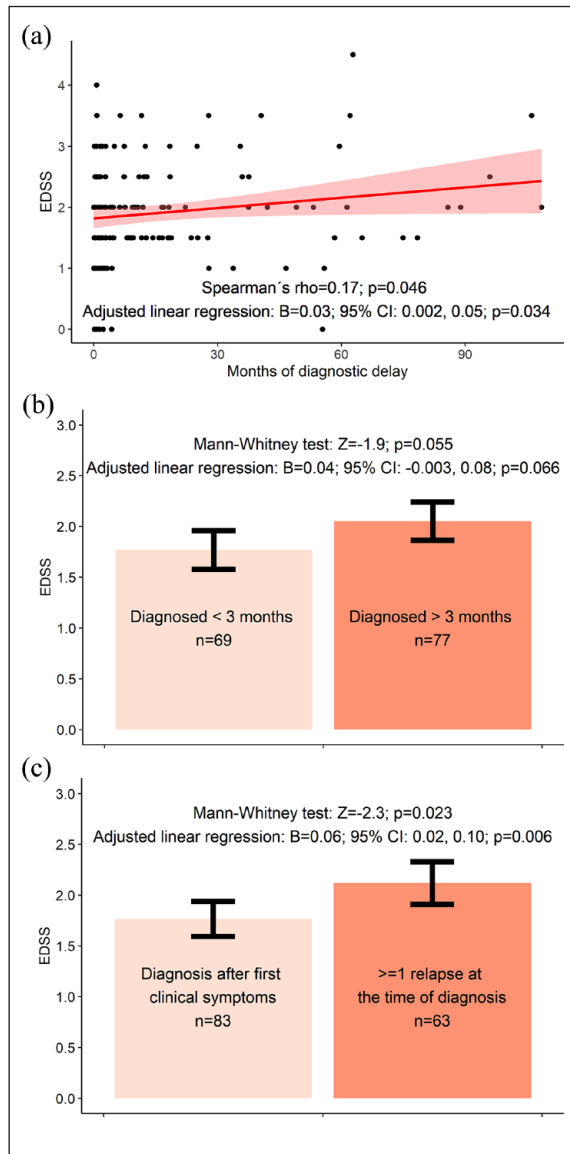 (a)
4
3
2
1
0
EDSS
Spearman´s rho=0.17; p=0.046
Adjusted linear regression: B=0.03; 95% CI: 0.002, 0.05; p=0.034
0 30 60 90
Months of diagnostic delay
(b)
3.0
2.5
2.0
1.5
1.0
0.5
0.0
EDSS
Mann-Whitney test: Z=-1.9; p=0.055
Adjusted linear regression: B=0.04; 95% CI: -0.003, 0.08; p=0.066
Diagnosed < 3 months
n=69
Diagnosed > 3 months
n=77
(c)
3.0
2.5
2.0
1.5
1.0
0.5
0.0
EDSS
Mann-Whitney test: Z=-2.3; p=0.023
Adjusted linear regression: B=0.06; 95% CI: 0.02, 0.10; p=0.006
Diagnosis after first
clinical symptoms
n=83
>=1 relapse at
the time of diagnosis
n=63